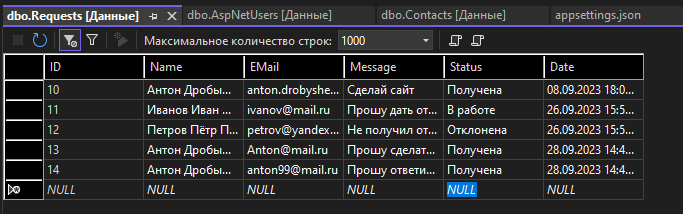 dbo.Requests [Данные] dbo.AspNetUsers [Данные] dbo.Contacts [Данные] appsettings.json
Максимальное количество строк: 1000
ID Name EMail Message Status Date
10 Антон Дробы... anton.drobyshe... Сделай сайт Получена 08.09.2023 18:0...
11 Иванов Иван ... ivanov@mail.ru Прошу дать от... В работе 26.09.2023 15:5...
12 Петров Пётр П... petrov@yandex... Не получил от... Отклонена 26.09.2023 15:5...
13 Антон Дробы... Anton@mail.ru Прошу сделат... Получена 28.09.2023 14:4...
14 Антон Дробы... anton99@mail.ru Прошу ответи... Получена 28.09.2023 14:4...
NULL NULL NULL NULL NULL NULL